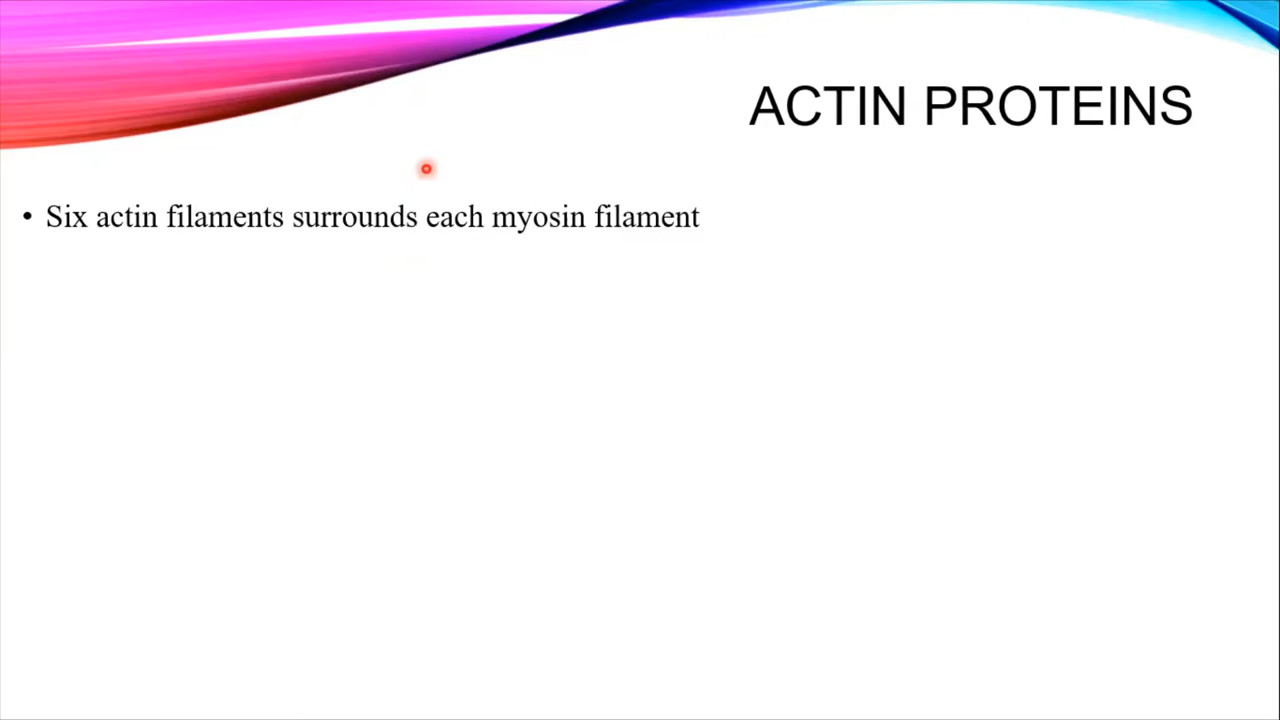 ACTIN PROTEINS
• Six actin filaments surrounds each myosin filament